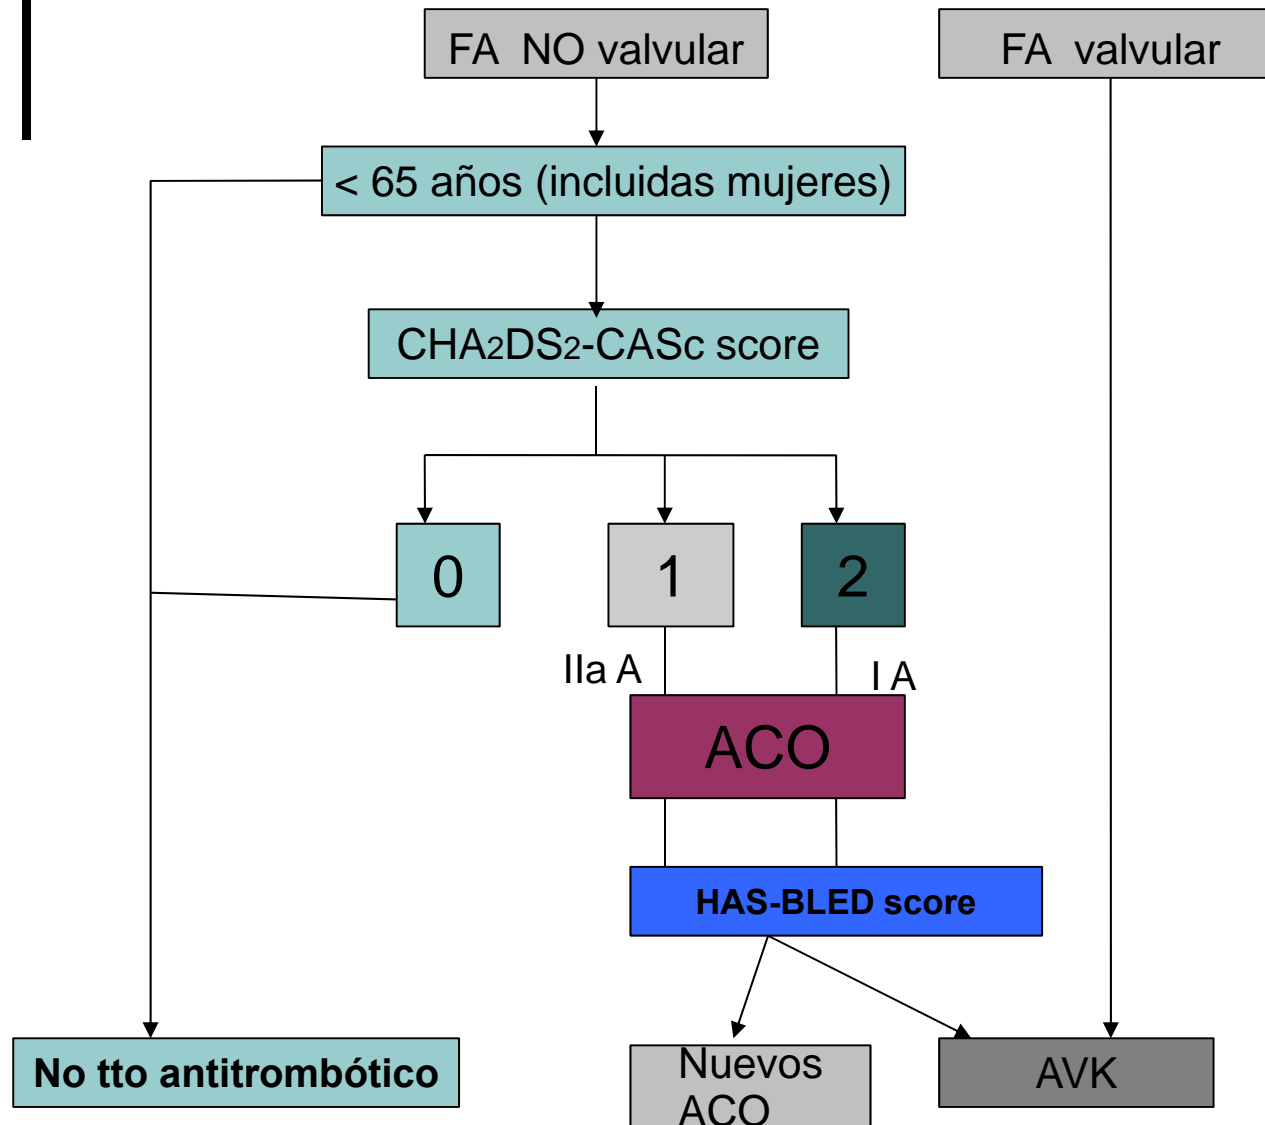 FA NO valvular
FA valvular
< 65 años (incluidas mujeres)
CHA2DS2-CASc score
0
1
2
IIa A
I A
ACO
HAS-BLED score
No tto antitrombótico
Nuevos
ACO
AVK